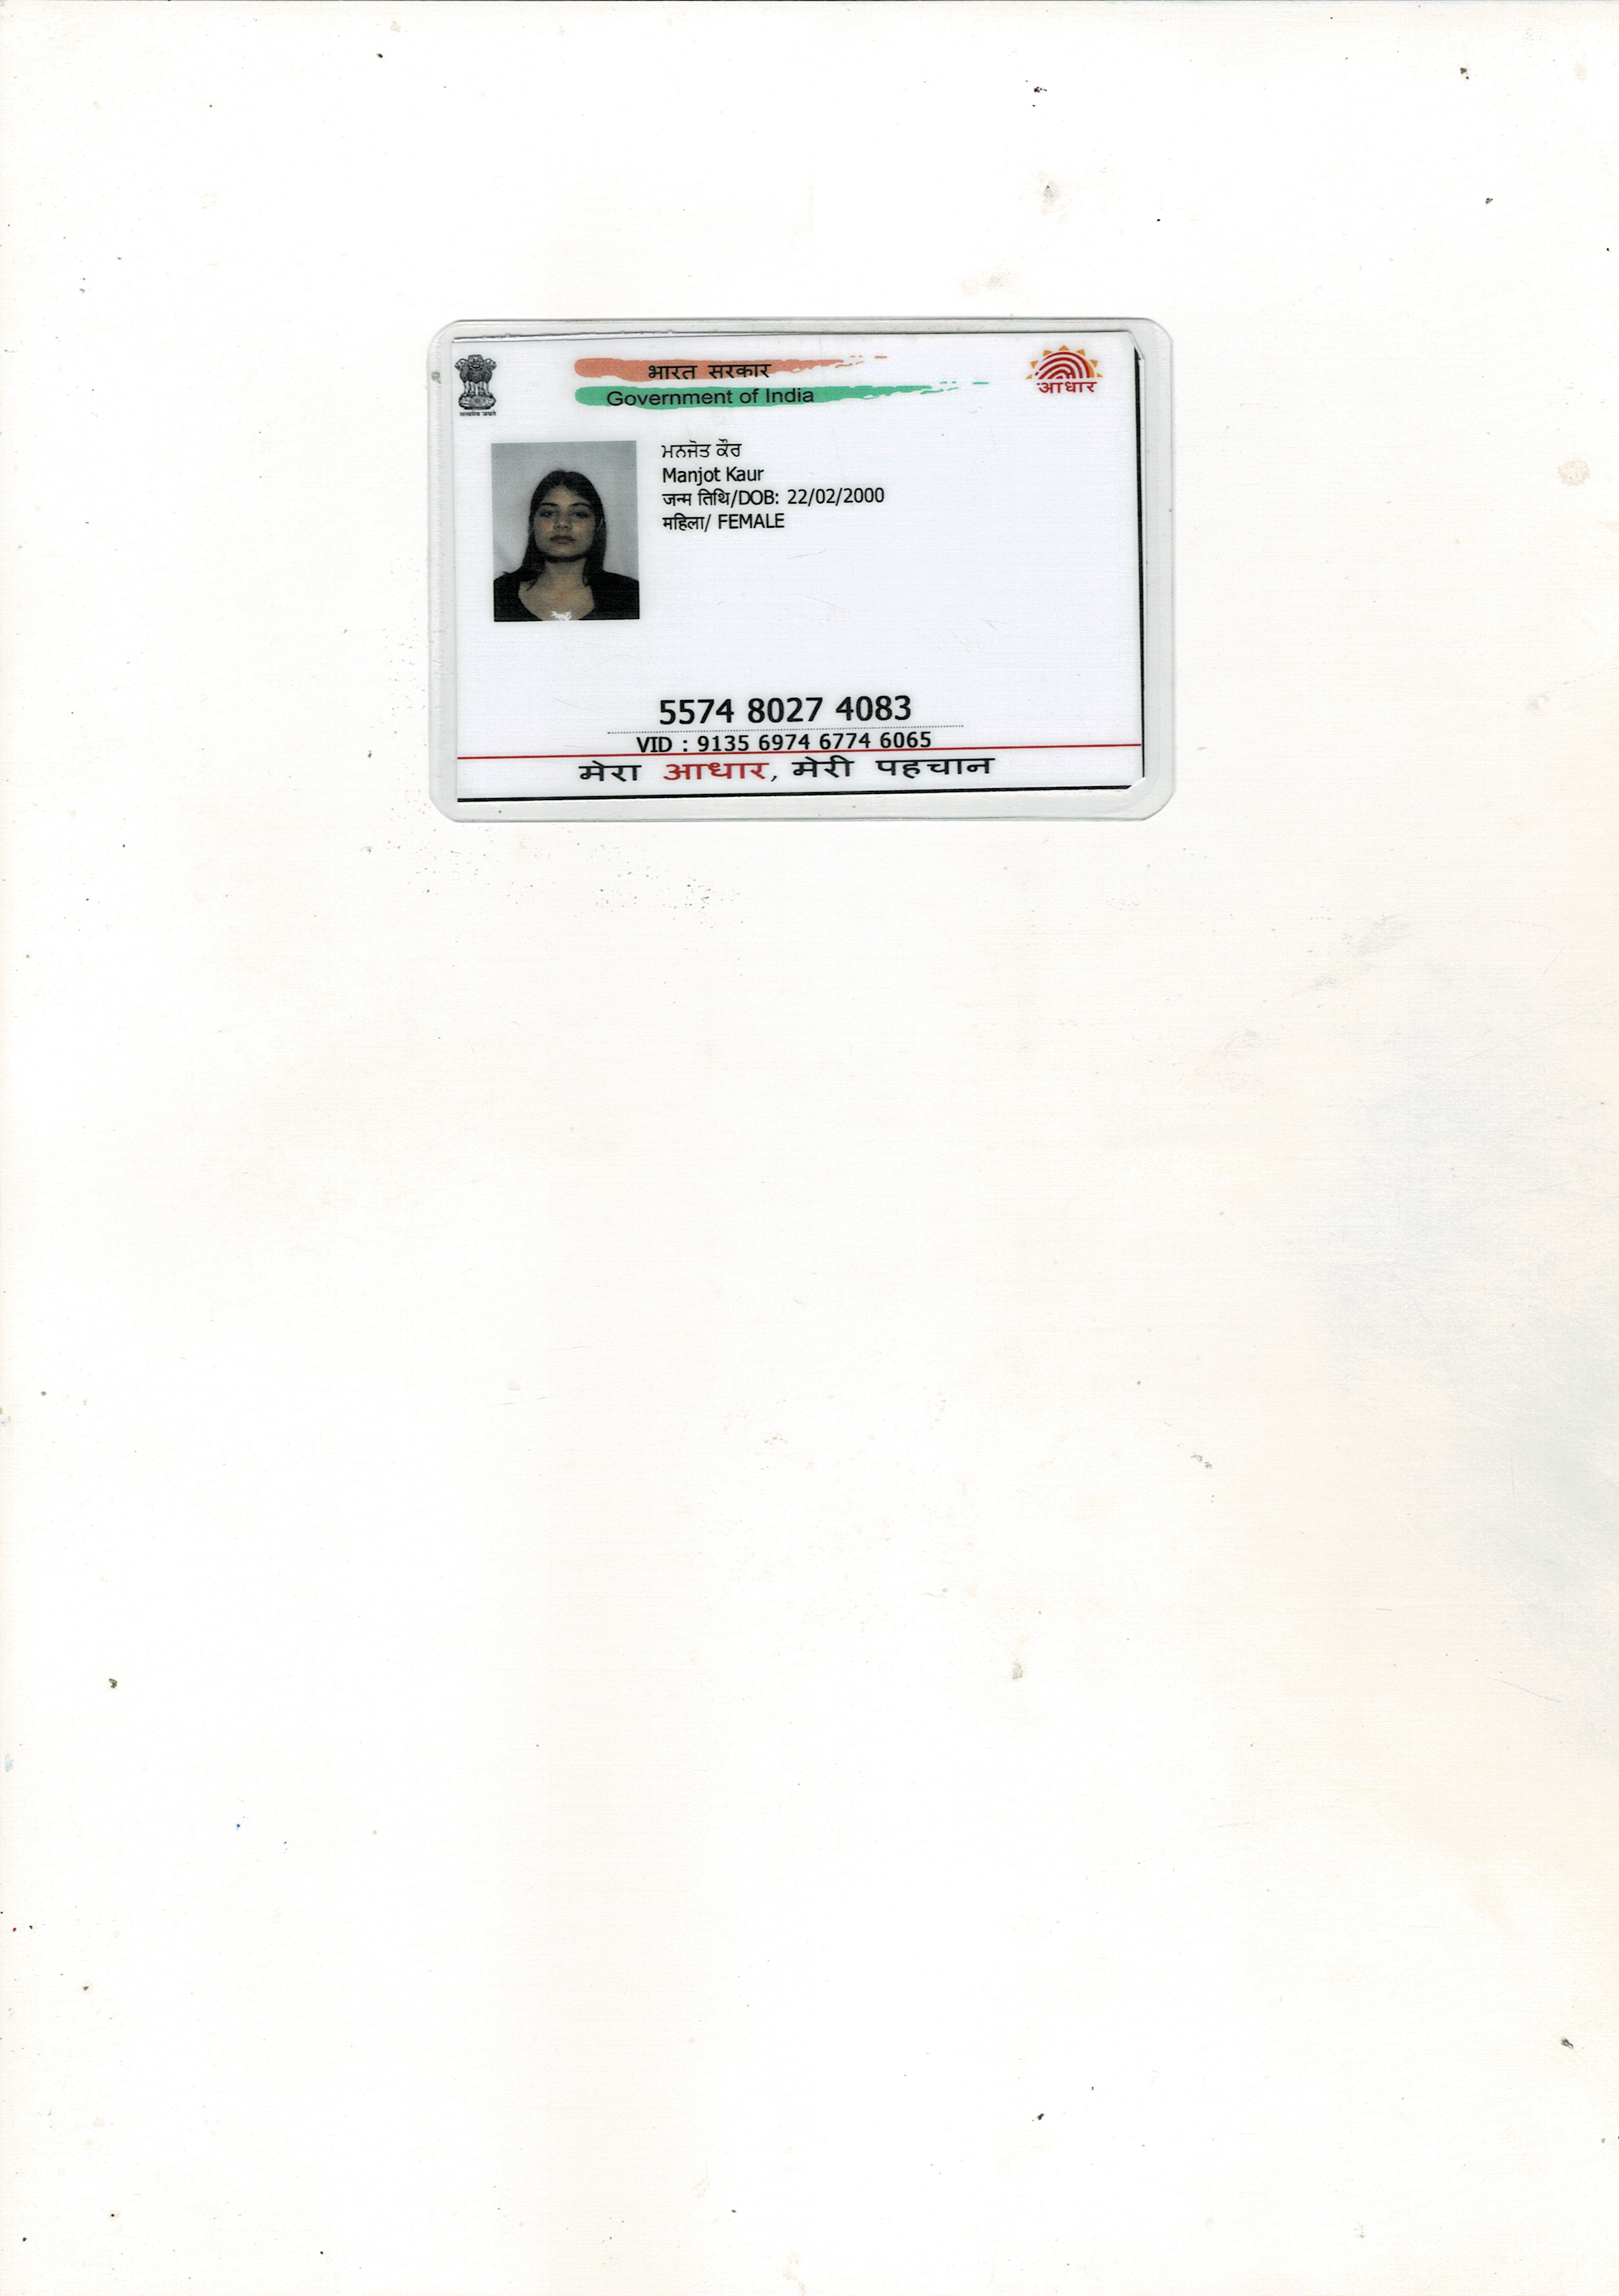 भारत सरकार
Government of India
सत्यमेव जयते
आधार
ਮਨਜੋਤ ਕੌਰ
Manjot Kaur
जन्म तिथि/DOB: 22/02/2000
महिला/ FEMALE
5574 8027 4083
VID : 9135 6974 6774 6065
मेरा आधार, मेरी पहचान